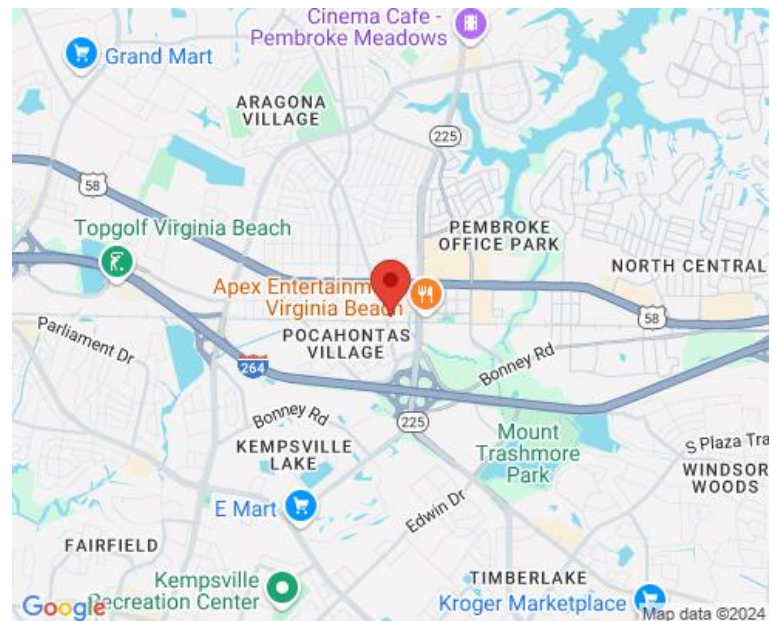 Cinema Cafe -
Pembroke Meadows
Grand Mart
ARAGONA
VILLAGE
225
58
Topgolf Virginia Beach
PEMBROKE
OFFICE PARK
NORTH CENTRAL
Apex Entertainm
Virginia Beach
58
Parliament Dr
POCAHONTAS
VILLAGE
264
Bonney Rd
Bonney Rd
225
KEMPSVILLE
LAKE
Mount
Trashmore
Park
S Plaza Tra
WINDSOR
WOODS
E Mart
Edwin Dr
FAIRFIELD
Kempsville
Recreation Center
TIMBERLAKE
Kroger Marketplace
Google
Map data ©2024